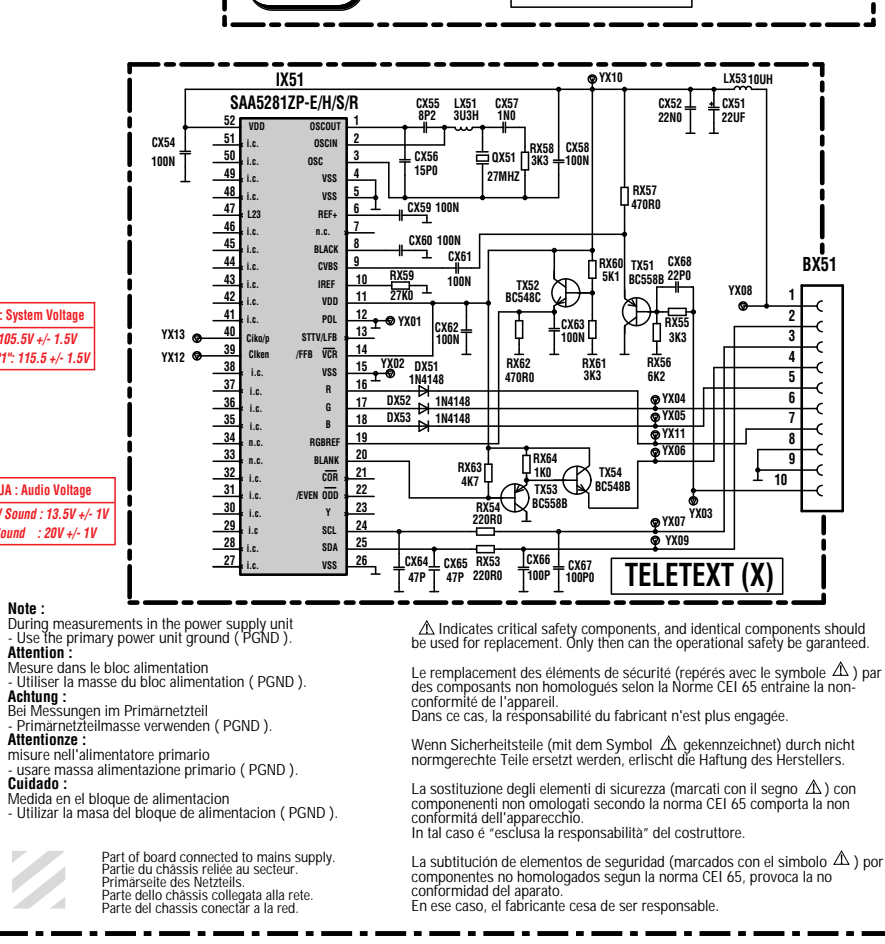 IX51
SAA5281ZP-E/H/S/R
YX10
LX53 10UH
CX52
22N0
CX51
22UF
CX54
100N
CX55
8P2
LX51
3U3H
CX57
1N0
CX56
15P0
QX51
27MHZ
RX58
3K3
CX58
100N
RX57
470R0
CX59 100N
CX60 100N
CX61
100N
RX59
27K0
CX62
100N
TX52
BC548C
CX63
100N
RX60
5K1
TX51
BC558B
CX68
22P0
RX55
3K3
RX56
6K2
RX61
3K3
RX62
470R0
YX08
BX51
1
2
3
4
5
6
7
8
9
10
YX13
YX12
YX01
YX02
DX51
1N4148
DX52
1N4148
DX53
1N4148
YX04
YX05
YX11
YX06
RX63
4K7
RX64
1K0
TX53
BC558B
TX54
BC548B
RX54
220R0
YX03
YX07
YX09
CX64
47P
CX65
47P
RX53
220R0
CX66
100P
CX67
100P0
TELETEXT (X)
52 VDD OSCOUT 1
51 i.c. OSCIN 2
50 i.c. OSC 3
49 i.c. VSS 4
48 i.c. VSS 5
47 L23 REF+ 6
46 i.c. n.c. 7
45 i.c. BLACK 8
44 i.c. CVBS 9
43 i.c. IREF 10
42 i.c. VDD 11
41 i.c. POL 12
40 Ciko/p STTV/LFB 13
39 Ciken /FFB VCR 14
38 i.c. VSS 15
37 i.c. R 16
36 i.c. G 17
35 i.c. B 18
34 n.c. RGBREF 19
33 n.c. BLANK 20
32 i.c. COR 21
31 i.c. /EVEN ODD 22
30 i.c. Y 23
29 i.c SCL 24
28 i.c. SDA 25
27 i.c. VSS 26
: System Voltage
105.5V +/- 1.5V
1": 115.5 +/- 1.5V
UA : Audio Voltage
Sound : 13.5V +/- 1V
ound : 20V +/- 1V
Note :
During measurements in the power supply unit
- Use the primary power unit ground ( PGND ).
Attention :
Mesure dans le bloc alimentation
- Utiliser la masse du bloc alimentation ( PGND ).
Achtung :
Bei Messungen im Primärnetzteil
- Primärnetzteilmasse verwenden ( PGND ).
Attentionze :
misure nell'alimentatore primario
- usare massa alimentazione primario ( PGND ).
Cuidado :
Medida en el bloque de alimentacion
- Utilizar la masa del bloque de alimentacion ( PGND ).
Part of board connected to mains supply.
Partie du châssis reliée au secteur.
Primärseite des Netzteils.
Parte dello châssis collegata alla rete.
Parte del chassis conectar a la red.
⚠ Indicates critical safety components, and identical components should
be used for replacement. Only then can the operational safety be garanteed.
Le remplacement des éléments de sécurité (repérés avec le symbole ⚠ ) par
des composants non homologués selon la Norme CEI 65 entraine la non-
conformité de l'appareil.
Dans ce cas, la responsabilité du fabricant n'est plus engagée.
Wenn Sicherheitsteile (mit dem Symbol ⚠ gekennzeichnet) durch nicht
normgerechte Teile ersetzt werden, erlischt die Haftung des Herstellers.
La sostituzione degli elementi di sicurezza (marcati con il segno ⚠ ) con
componenenti non omologati secondo la norma CEI 65 comporta la non
conformitá dell'apparecchio.
In tal caso é "esclusa la responsabilità" del costruttore.
La subtitución de elementos de seguridad (marcados con el simbolo ⚠ ) por
componentes no homologados segun la norma CEI 65, provoca la no
conformidad del aparato.
En ese caso, el fabricante cesa de ser responsable.